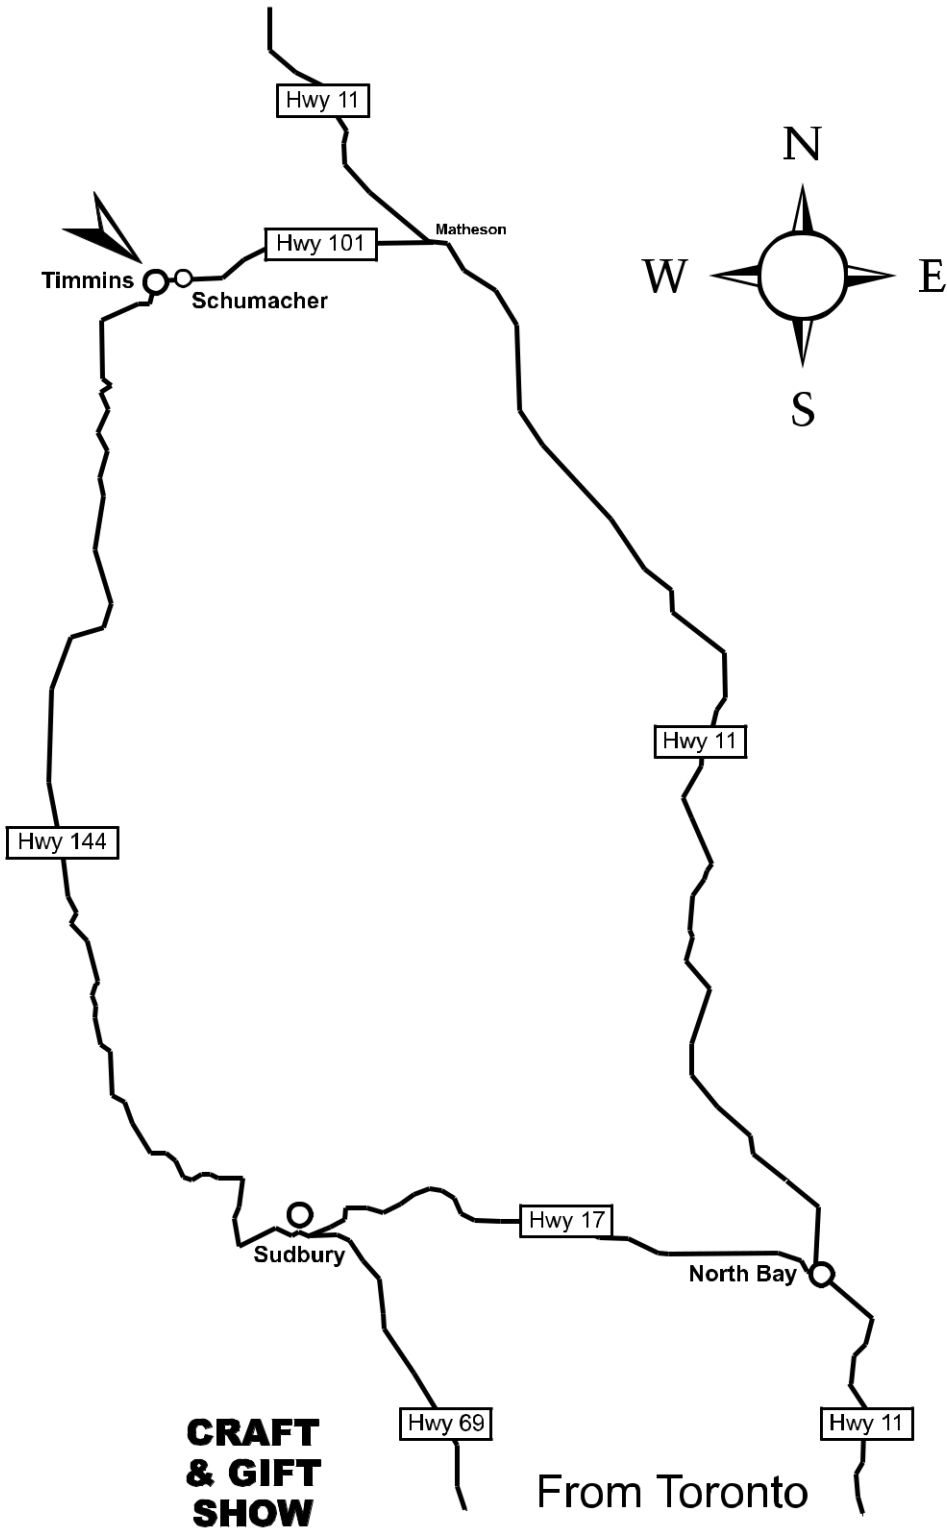 Hwy 11
N
W
E
S
Matheson
Hwy 101
Timmins
Schumacher
Hwy 11
Hwy 144
Hwy 17
Sudbury
North Bay
Hwy 69
Hwy 11
CRAFT
& GIFT
SHOW
From Toronto